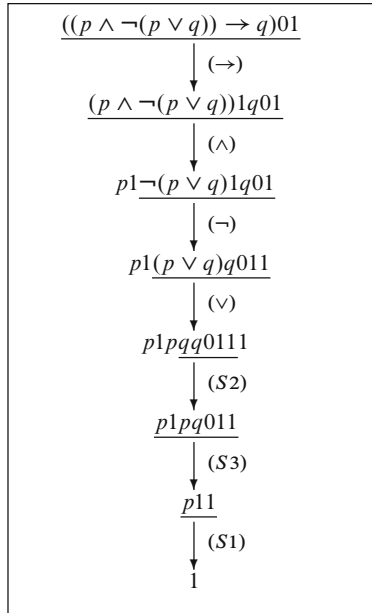 ((p ∧ ¬(p ∨ q)) → q)01
(→)
(p ∧ ¬(p ∨ q))1q01
(∧)
p1¬(p ∨ q)1q01
(¬)
p1(p ∨ q)q011
(∨)
p1pqq0111
(S2)
p1pq011
(S3)
p11
(S1)
1